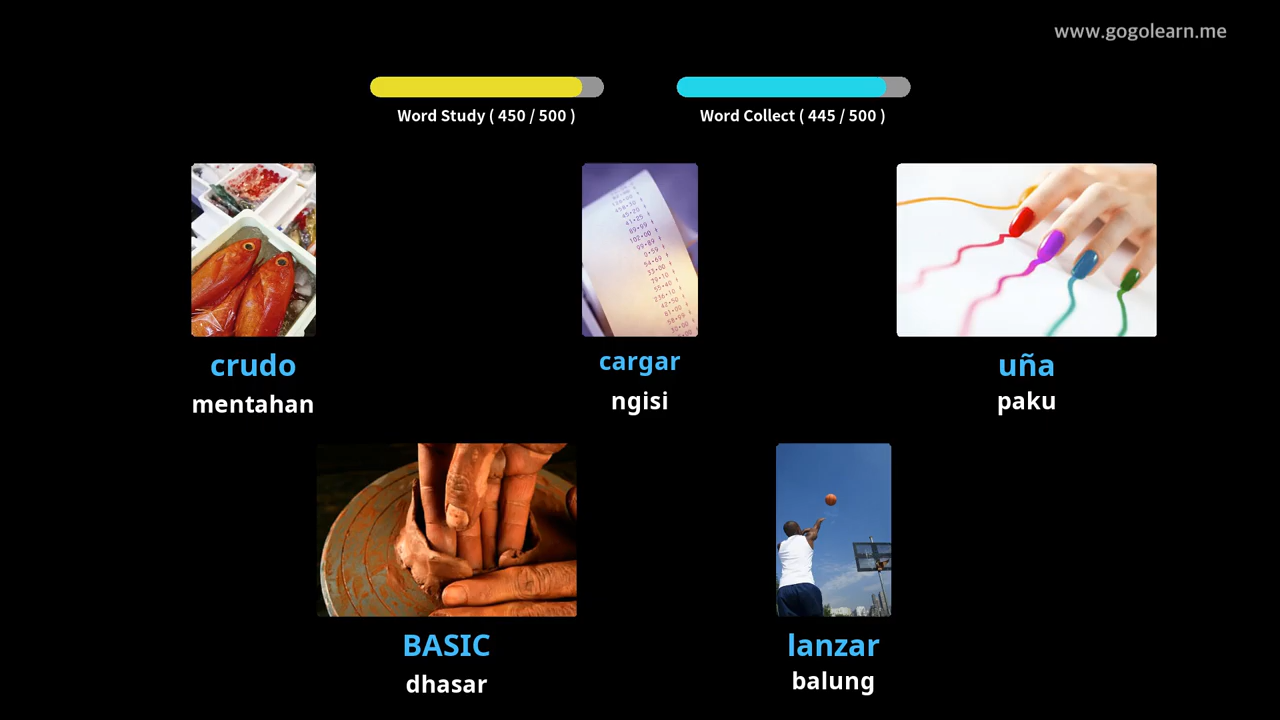 www.gogolearn.me
Word Study ( 450 / 500 )
Word Collect ( 445 / 500 )
crudo
mentahan
cargar
ngisi
uña
paku
BASIC
dhasar
lanzar
balung